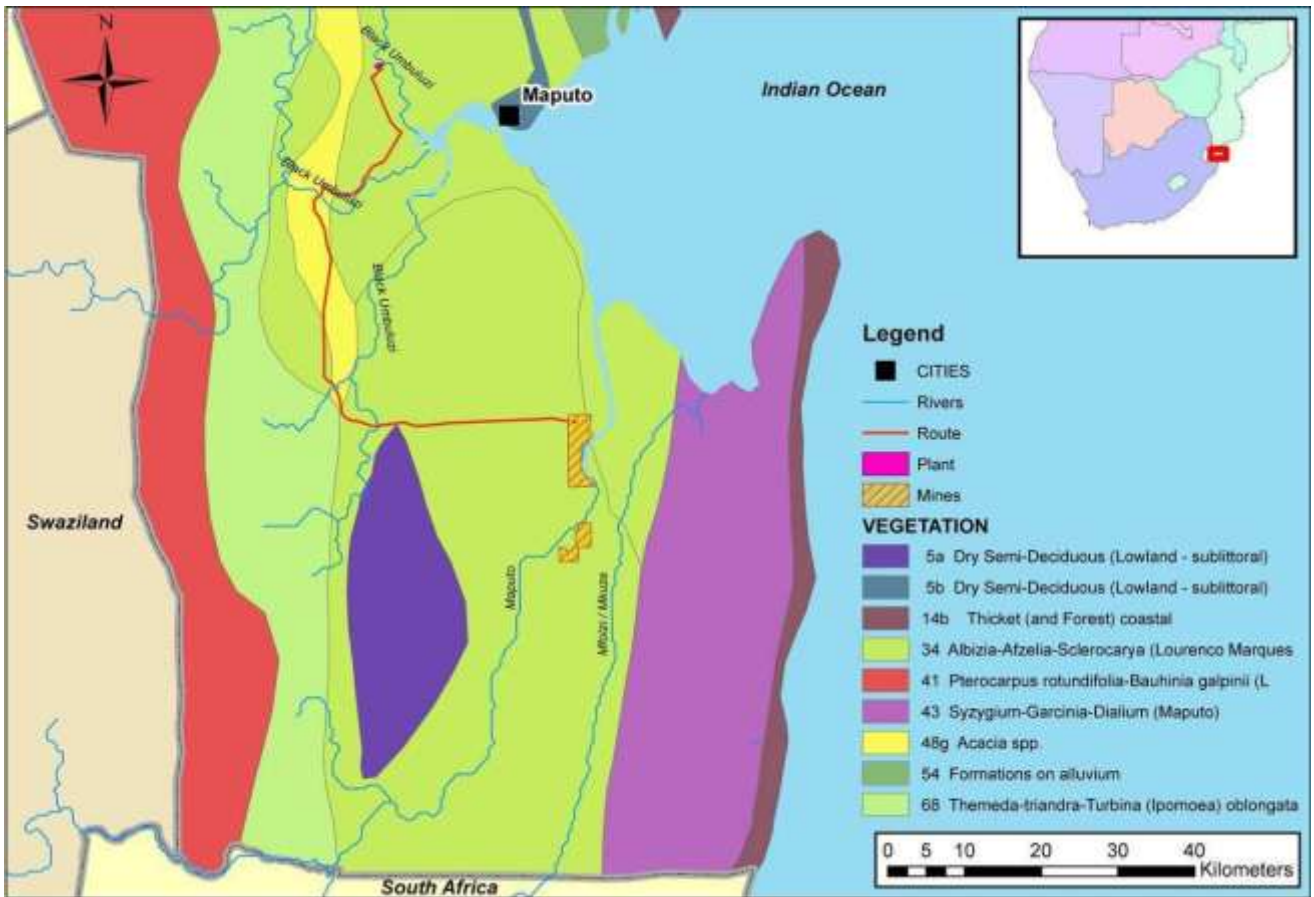 N
Black Umbuluzi
Maputo
Indian Ocean
Black Umbuluzi
Black Umbuluzi
Swaziland
Maputo
Mfolzi / Mkuze
South Africa
Legend
CITIES
Rivers
Route
Plant
Mines
VEGETATION
5a Dry Semi-Deciduous (Lowland - sublittoral)
5b Dry Semi-Deciduous (Lowland - sublittoral)
14b Thicket (and Forest) coastal
34 Albizia-Afzelia-Sclerocarya (Lourenco Marques
41 Pterocarpus rotundifolia-Bauhinia galpinii (L
43 Syzygium-Garcinia-Dialium (Maputo)
48g Acacia spp
54 Formations on alluvium
68 Themeda-triandra-Turbina (Ipomoea) oblongata
0 5 10 20 30 40
Kilometers